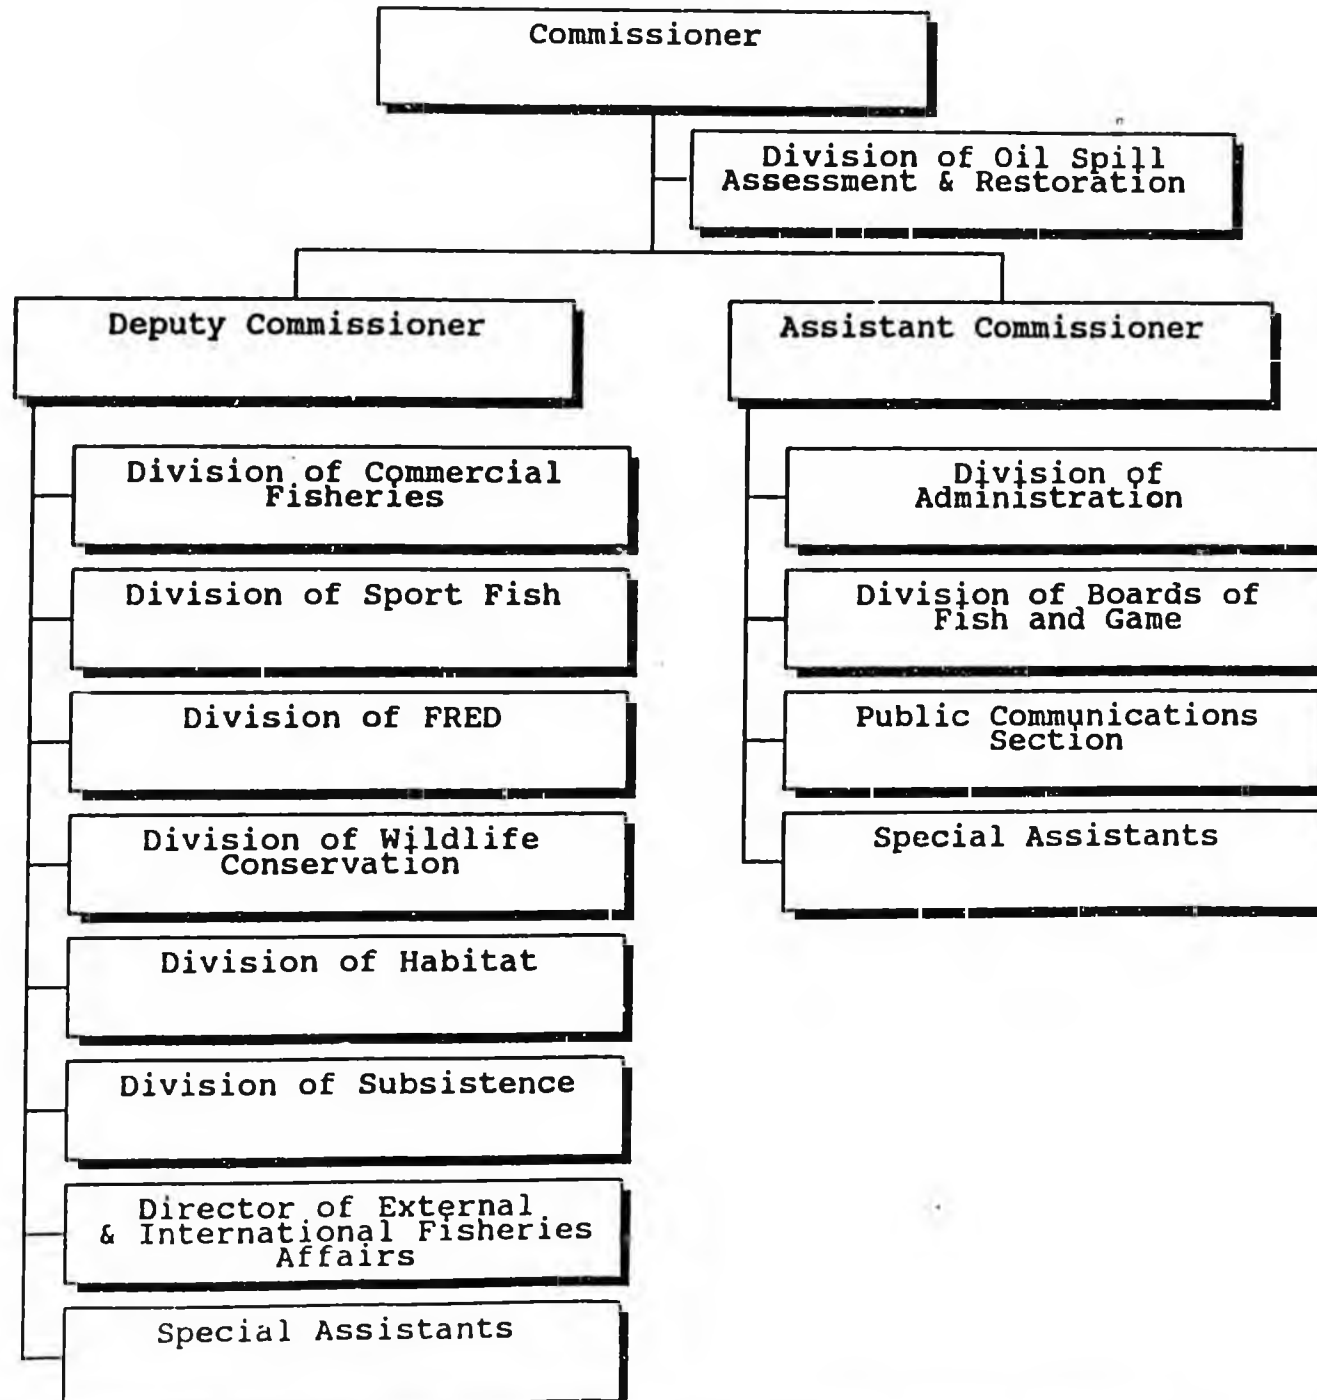 Commissioner
Division of Oil Spill
Assessment & Restoration
Deputy Commissioner
Division of Commercial
Fisheries
Division of Sport Fish
Division of FRED
Division of Wildlife
Conservation
Division of Habitat
Division of Subsistence
Director of External
& International Fisheries
Affairs
Special Assistants
Assistant Commissioner
Division of
Administration
Division of Boards of
Fish and Game
Public Communications
Section
Special Assistants